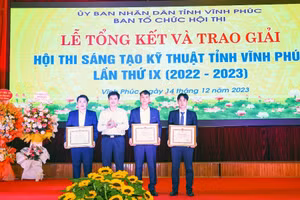 ỦY BAN NHÂN DÂN TỈNH VĨNH PHÚC
BAN TỔ CHỨC HỘI THI
LỄ TỔNG KẾT VÀ TRAO GIẢI
HỘI THI SÁNG TẠO KỸ THUẬT TỈNH VĨNH PHÚ
LẦN THỨ IX (2022 - 2023)
Vĩnh Phúc, ngày 14 tháng 12 năm 2023